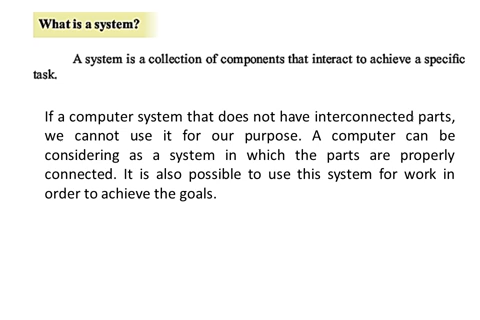 What is a system?
A system is a collection of components that interact to achieve a specific
task.
If a computer system that does not have interconnected parts,
we cannot use it for our purpose. A computer can be
considering as a system in which the parts are properly
connected. It is also possible to use this system for work in
order to achieve the goals.